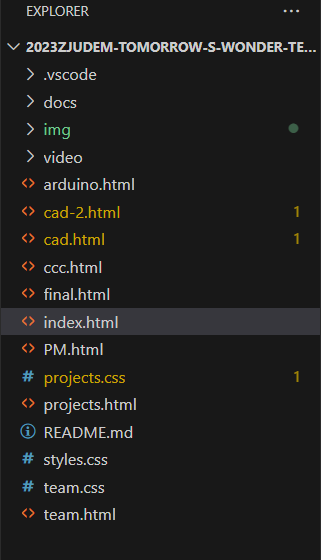 EXPLORER ...
2023ZJUDEM-TOMORROW-S-WONDER-TE...
.vscode
docs
img
video
arduino.html
cad-2.html 1
cad.html 1
ccc.html
final.html
index.html
PM.html
projects.css 1
projects.html
README.md
styles.css
team.css
team.html